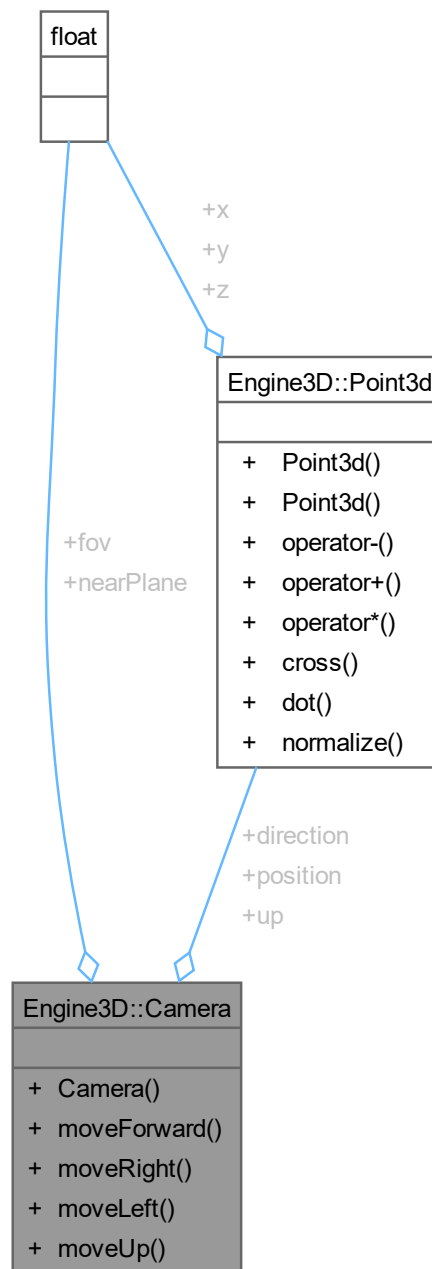 float
+x
+y
+z
Engine3D::Point3d
+ Point3d()
+ Point3d()
+ operator-()
+ operator+()
+ operator*()
+ cross()
+ dot()
+ normalize()
+fov
+nearPlane
+direction
+position
+up
Engine3D::Camera
+ Camera()
+ moveForward()
+ moveRight()
+ moveLeft()
+ moveUp()